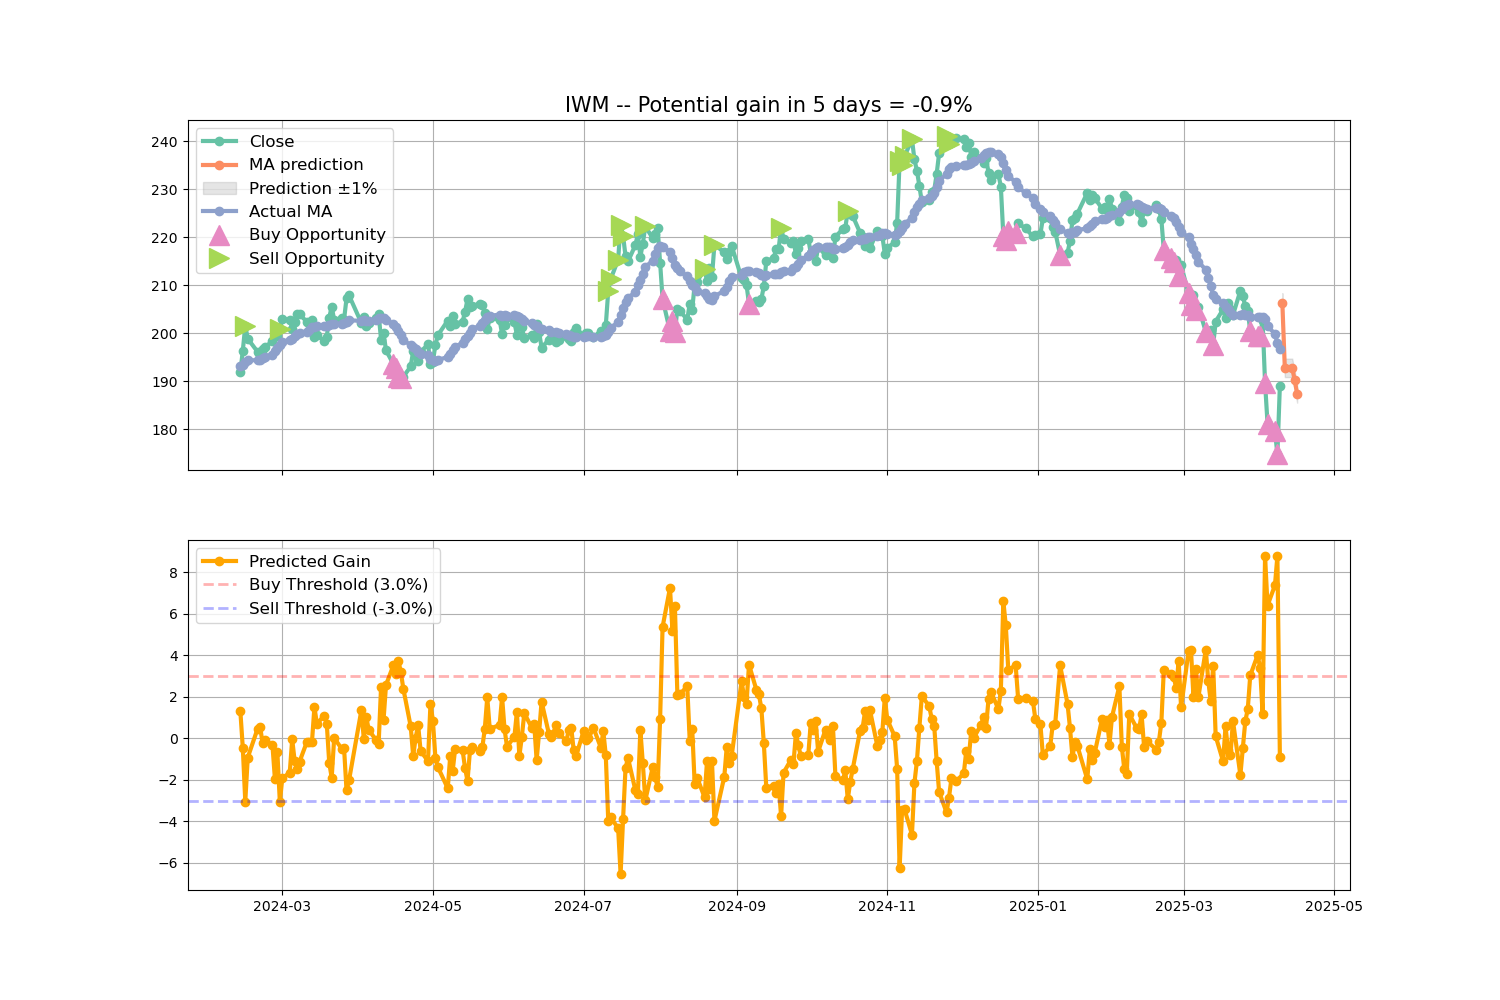 IWM -- Potential gain in 5 days = -0.9%
240
230
220
210
200
190
180
Close
MA prediction
Prediction ±1%
Actual MA
Buy Opportunity
Sell Opportunity
8
6
4
2
0
−2
−4
−6
Predicted Gain
Buy Threshold (3.0%)
Sell Threshold (-3.0%)
2024-03 2024-05 2024-07 2024-09 2024-11 2025-01 2025-03 2025-05